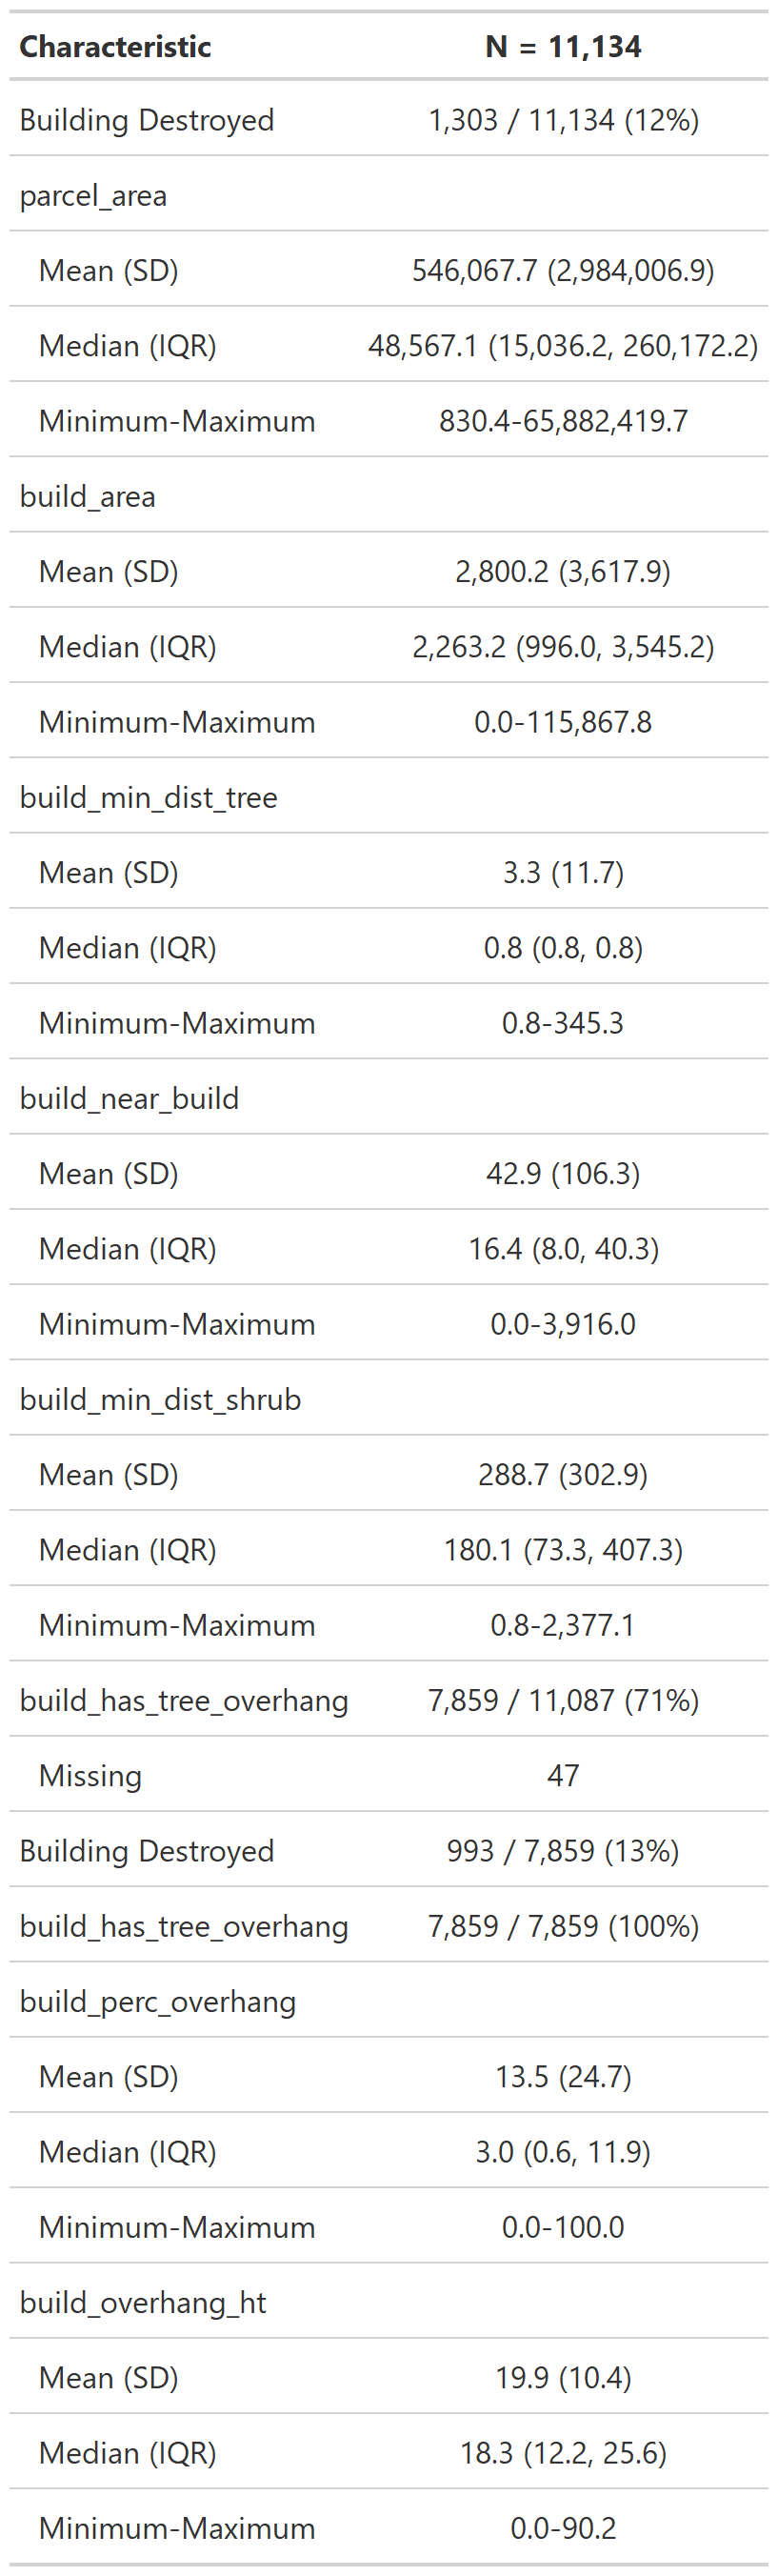 Characteristic N = 11,134
Building Destroyed 1,303 / 11,134 (12%)
parcel_area
Mean (SD) 546,067.7 (2,984,006.9)
Median (IQR) 48,567.1 (15,036.2, 260,172.2)
Minimum-Maximum 830.4-65,882,419.7
build_area
Mean (SD) 2,800.2 (3,617.9)
Median (IQR) 2,263.2 (996.0, 3,545.2)
Minimum-Maximum 0.0-115,867.8
build_min_dist_tree
Mean (SD) 3.3 (11.7)
Median (IQR) 0.8 (0.8, 0.8)
Minimum-Maximum 0.8-345.3
build_near_build
Mean (SD) 42.9 (106.3)
Median (IQR) 16.4 (8.0, 40.3)
Minimum-Maximum 0.0-3,916.0
build_min_dist_shrub
Mean (SD) 288.7 (302.9)
Median (IQR) 180.1 (73.3, 407.3)
Minimum-Maximum 0.8-2,377.1
build_has_tree_overhang 7,859 / 11,087 (71%)
Missing 47
Building Destroyed 993 / 7,859 (13%)
build_has_tree_overhang 7,859 / 7,859 (100%)
build_perc_overhang
Mean (SD) 13.5 (24.7)
Median (IQR) 3.0 (0.6, 11.9)
Minimum-Maximum 0.0-100.0
build_overhang_ht
Mean (SD) 19.9 (10.4)
Median (IQR) 18.3 (12.2, 25.6)
Minimum-Maximum 0.0-90.2